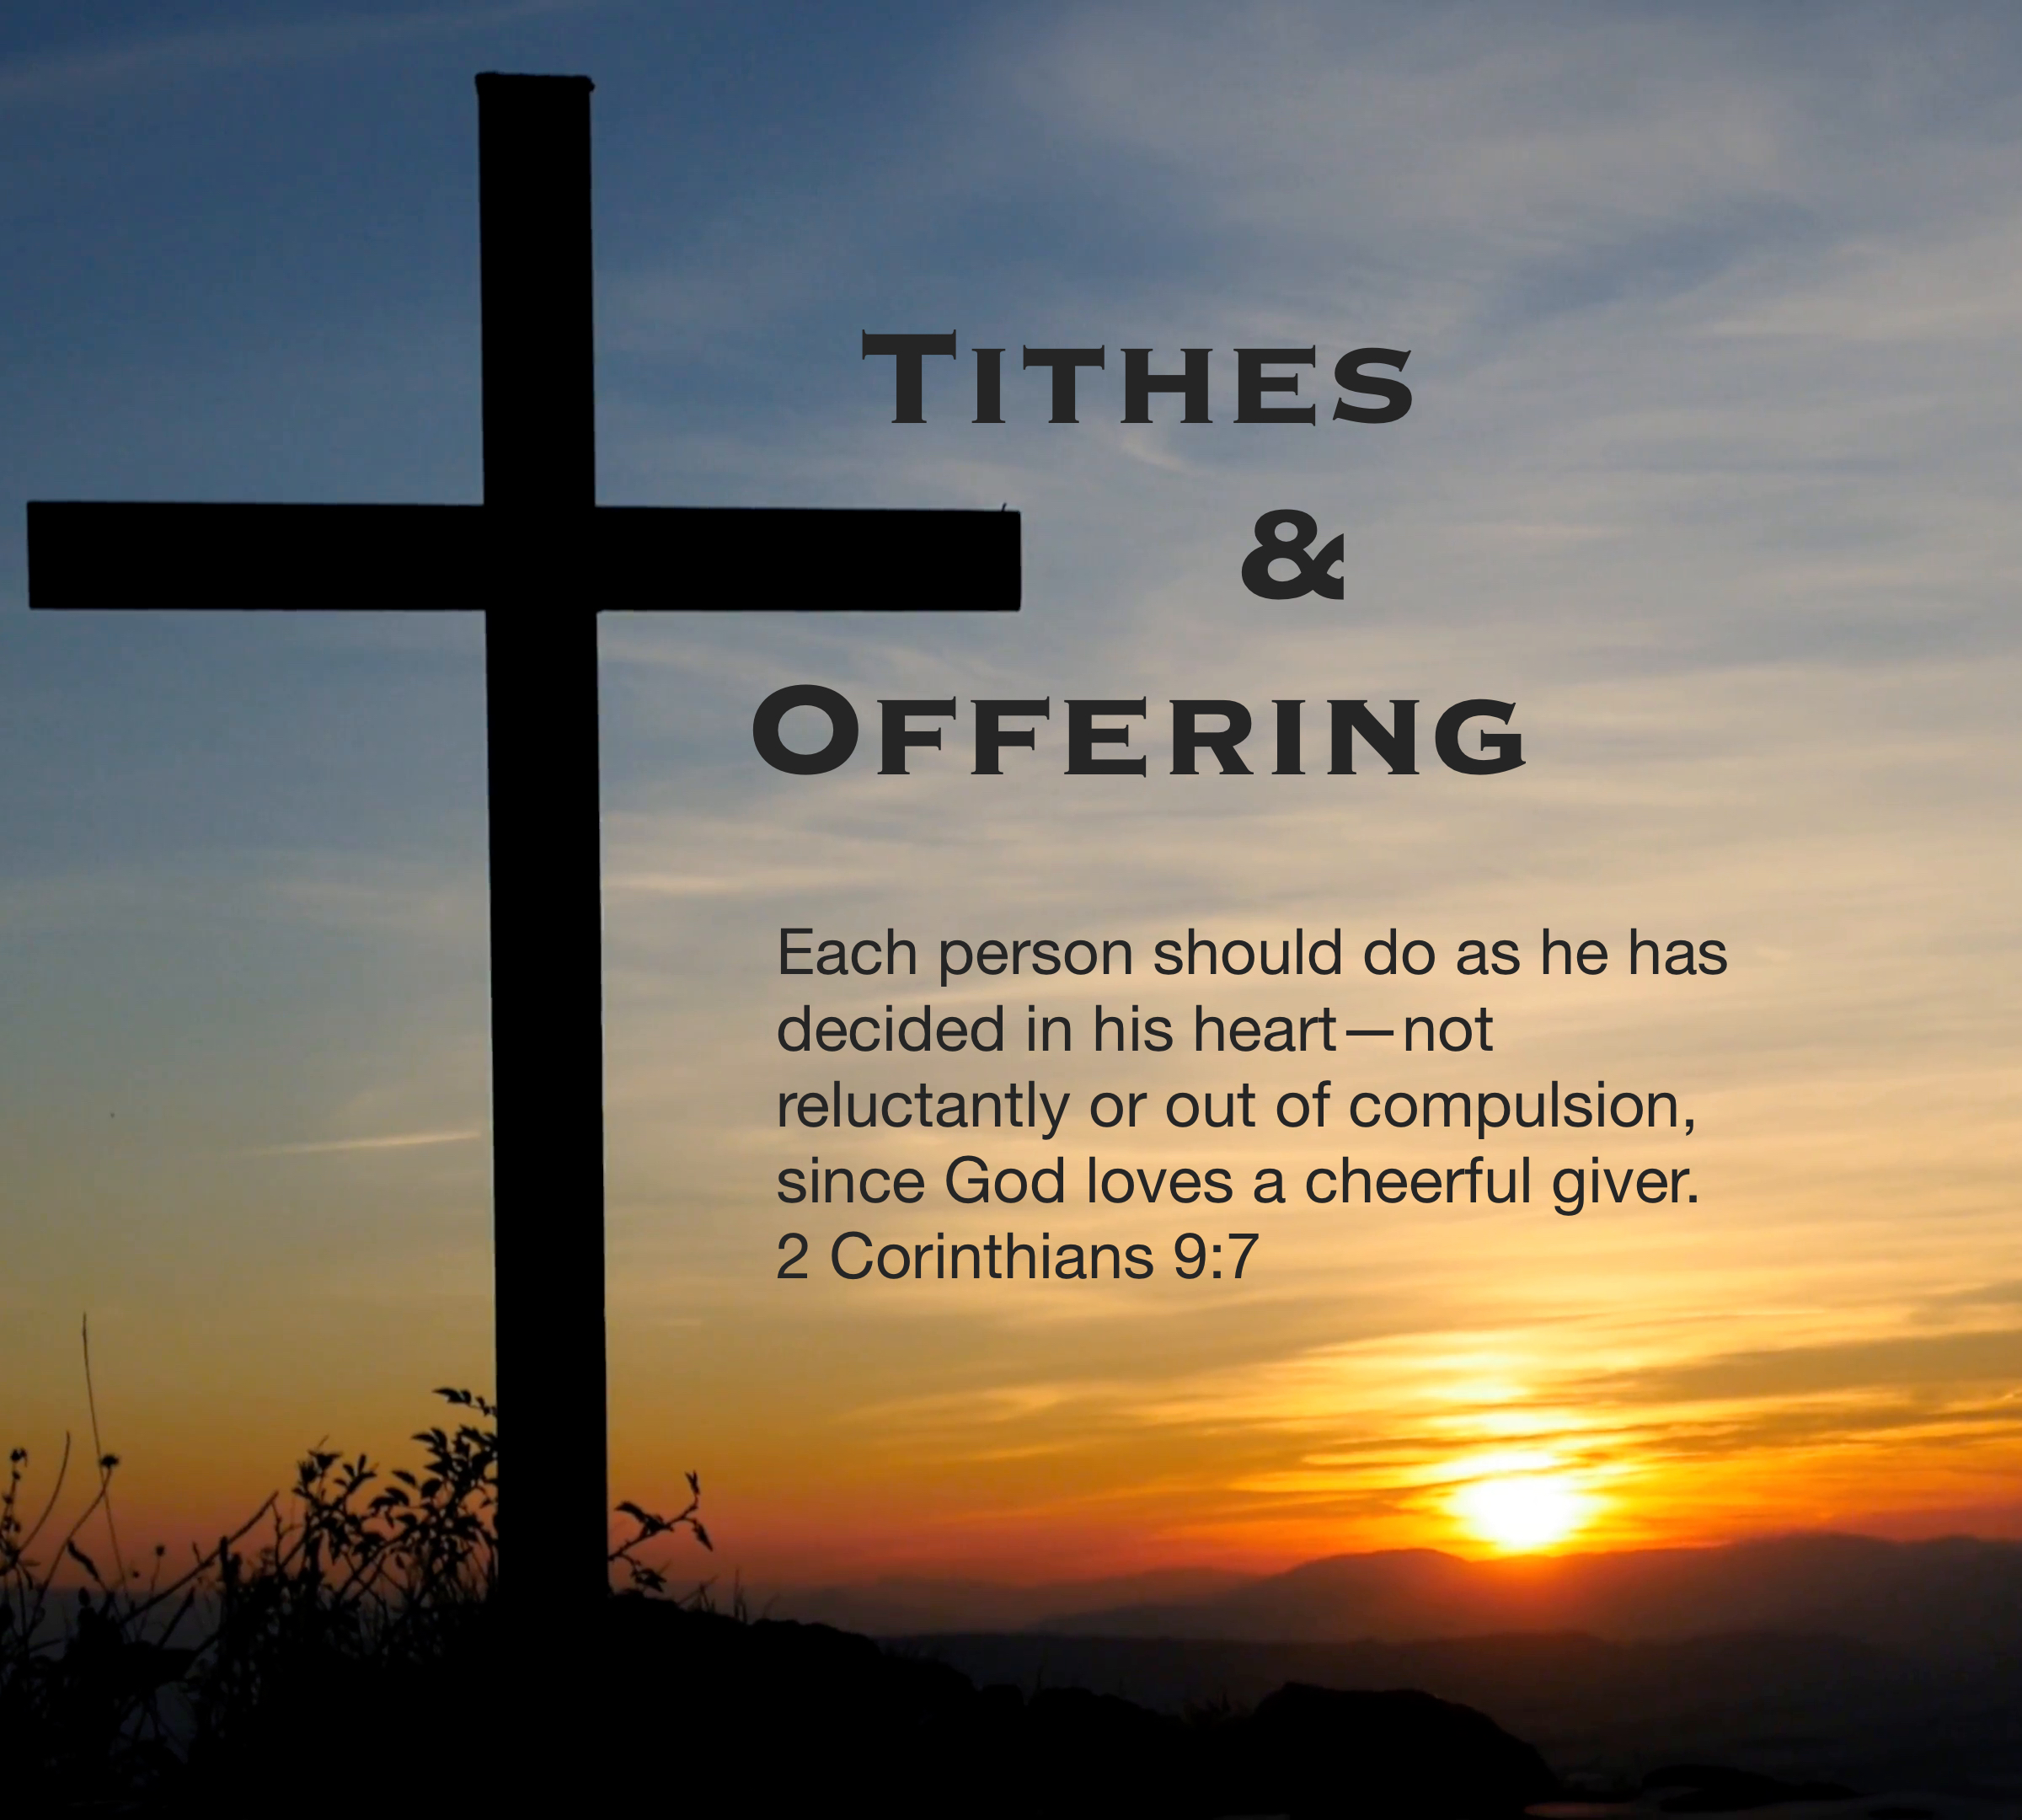 Tithes
&
Offering
Each person should do as he has
decided in his heart—not
reluctantly or out of compulsion,
since God loves a cheerful giver.
2 Corinthians 9:7